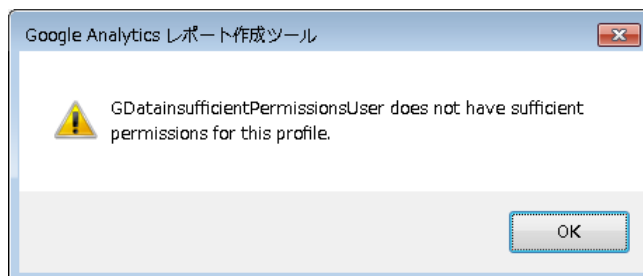 Google Analytics レポート作成ツール
GDatainsufficientPermissionsUser does not have sufficient
permissions for this profile.
OK